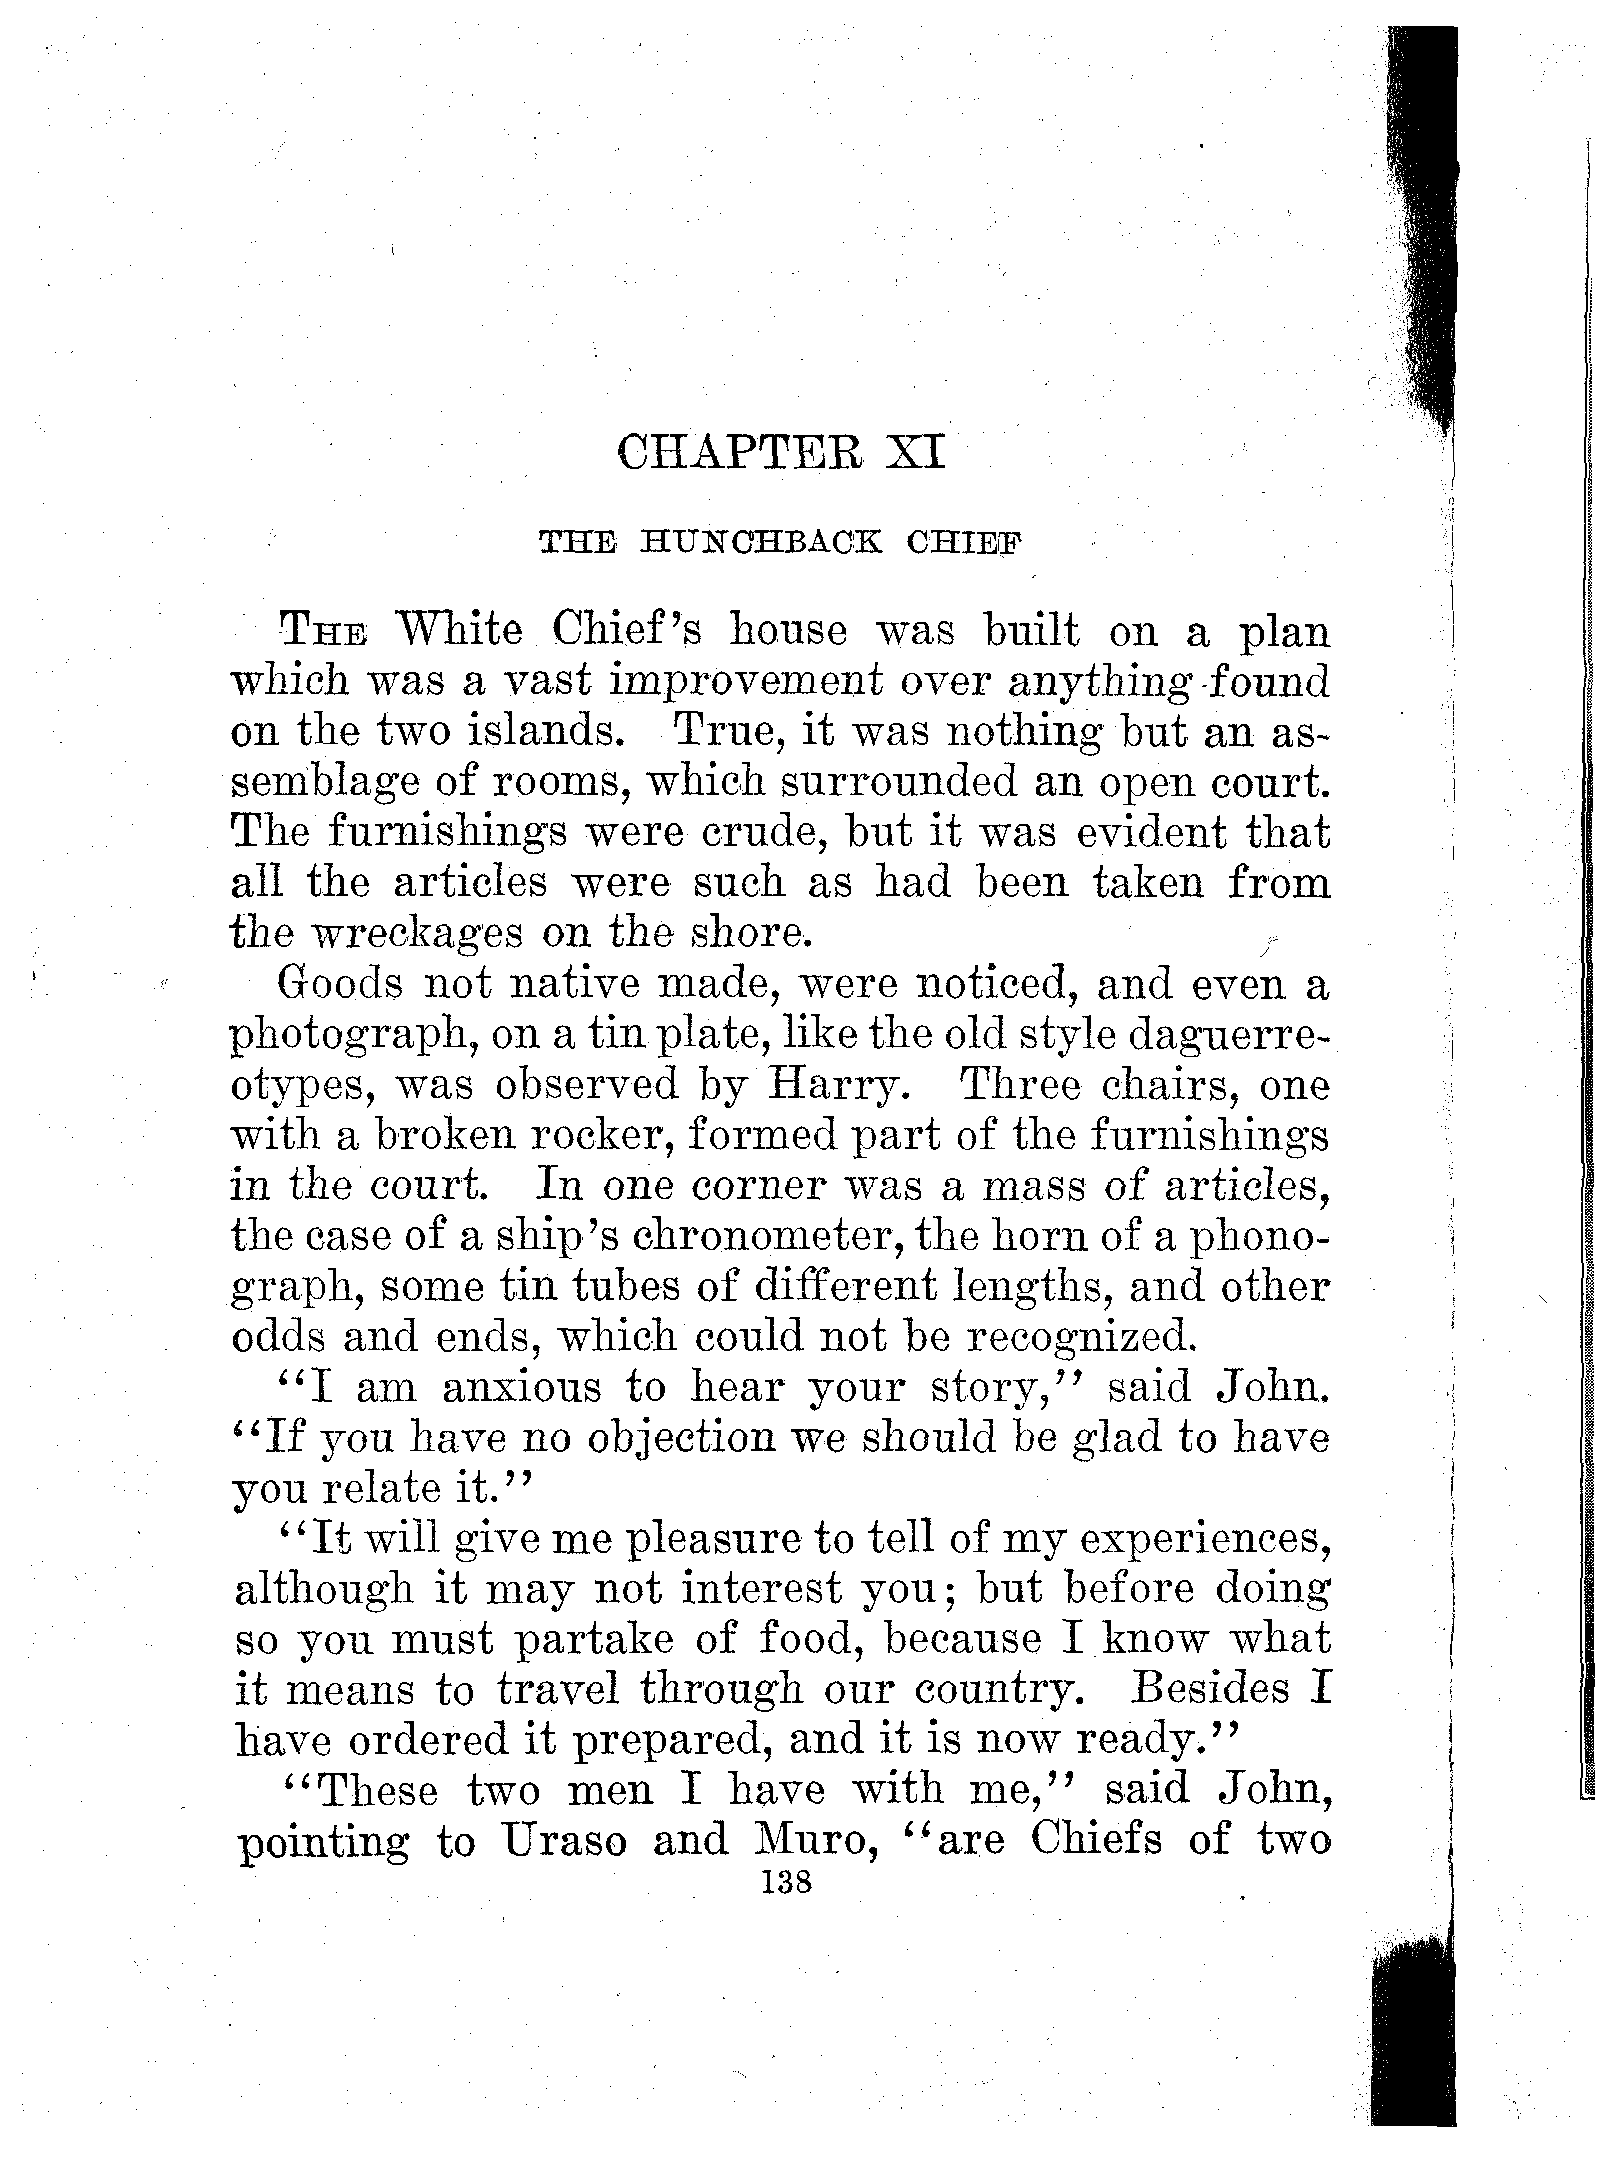 CHAPTER XI
THE HUNCHBACK CHIEF
THE White Chief's house was built on a plan
which was a vast improvement over anything found
on the two islands. True, it was nothing but an as-
semblage of rooms, which surrounded an open court.
The furnishings were crude, but it was evident that
all the articles were such as had been taken from
the wreckages on the shore.
Goods not native made, were noticed, and even a
photograph, on a tin plate, like the old style daguerre-
otypes, was observed by Harry. Three chairs, one
with a broken rocker, formed part of the furnishings
in the court. In one corner was a mass of articles,
the case of a ship's chronometer, the horn of a phono-
graph, some tin tubes of different lengths, and other
odds and ends, which could not be recognized.
"I am anxious to hear your story," said John.
"If you have no objection we should be glad to have
you relate it."
"It will give me pleasure to tell of my experiences,
although it may not interest you; but before doing
so you must partake of food, because I know what
it means to travel through our country. Besides I
have ordered it prepared, and it is now ready."
"These two men I have with me," said John,
pointing to Uraso and Muro, "are Chiefs of two
138